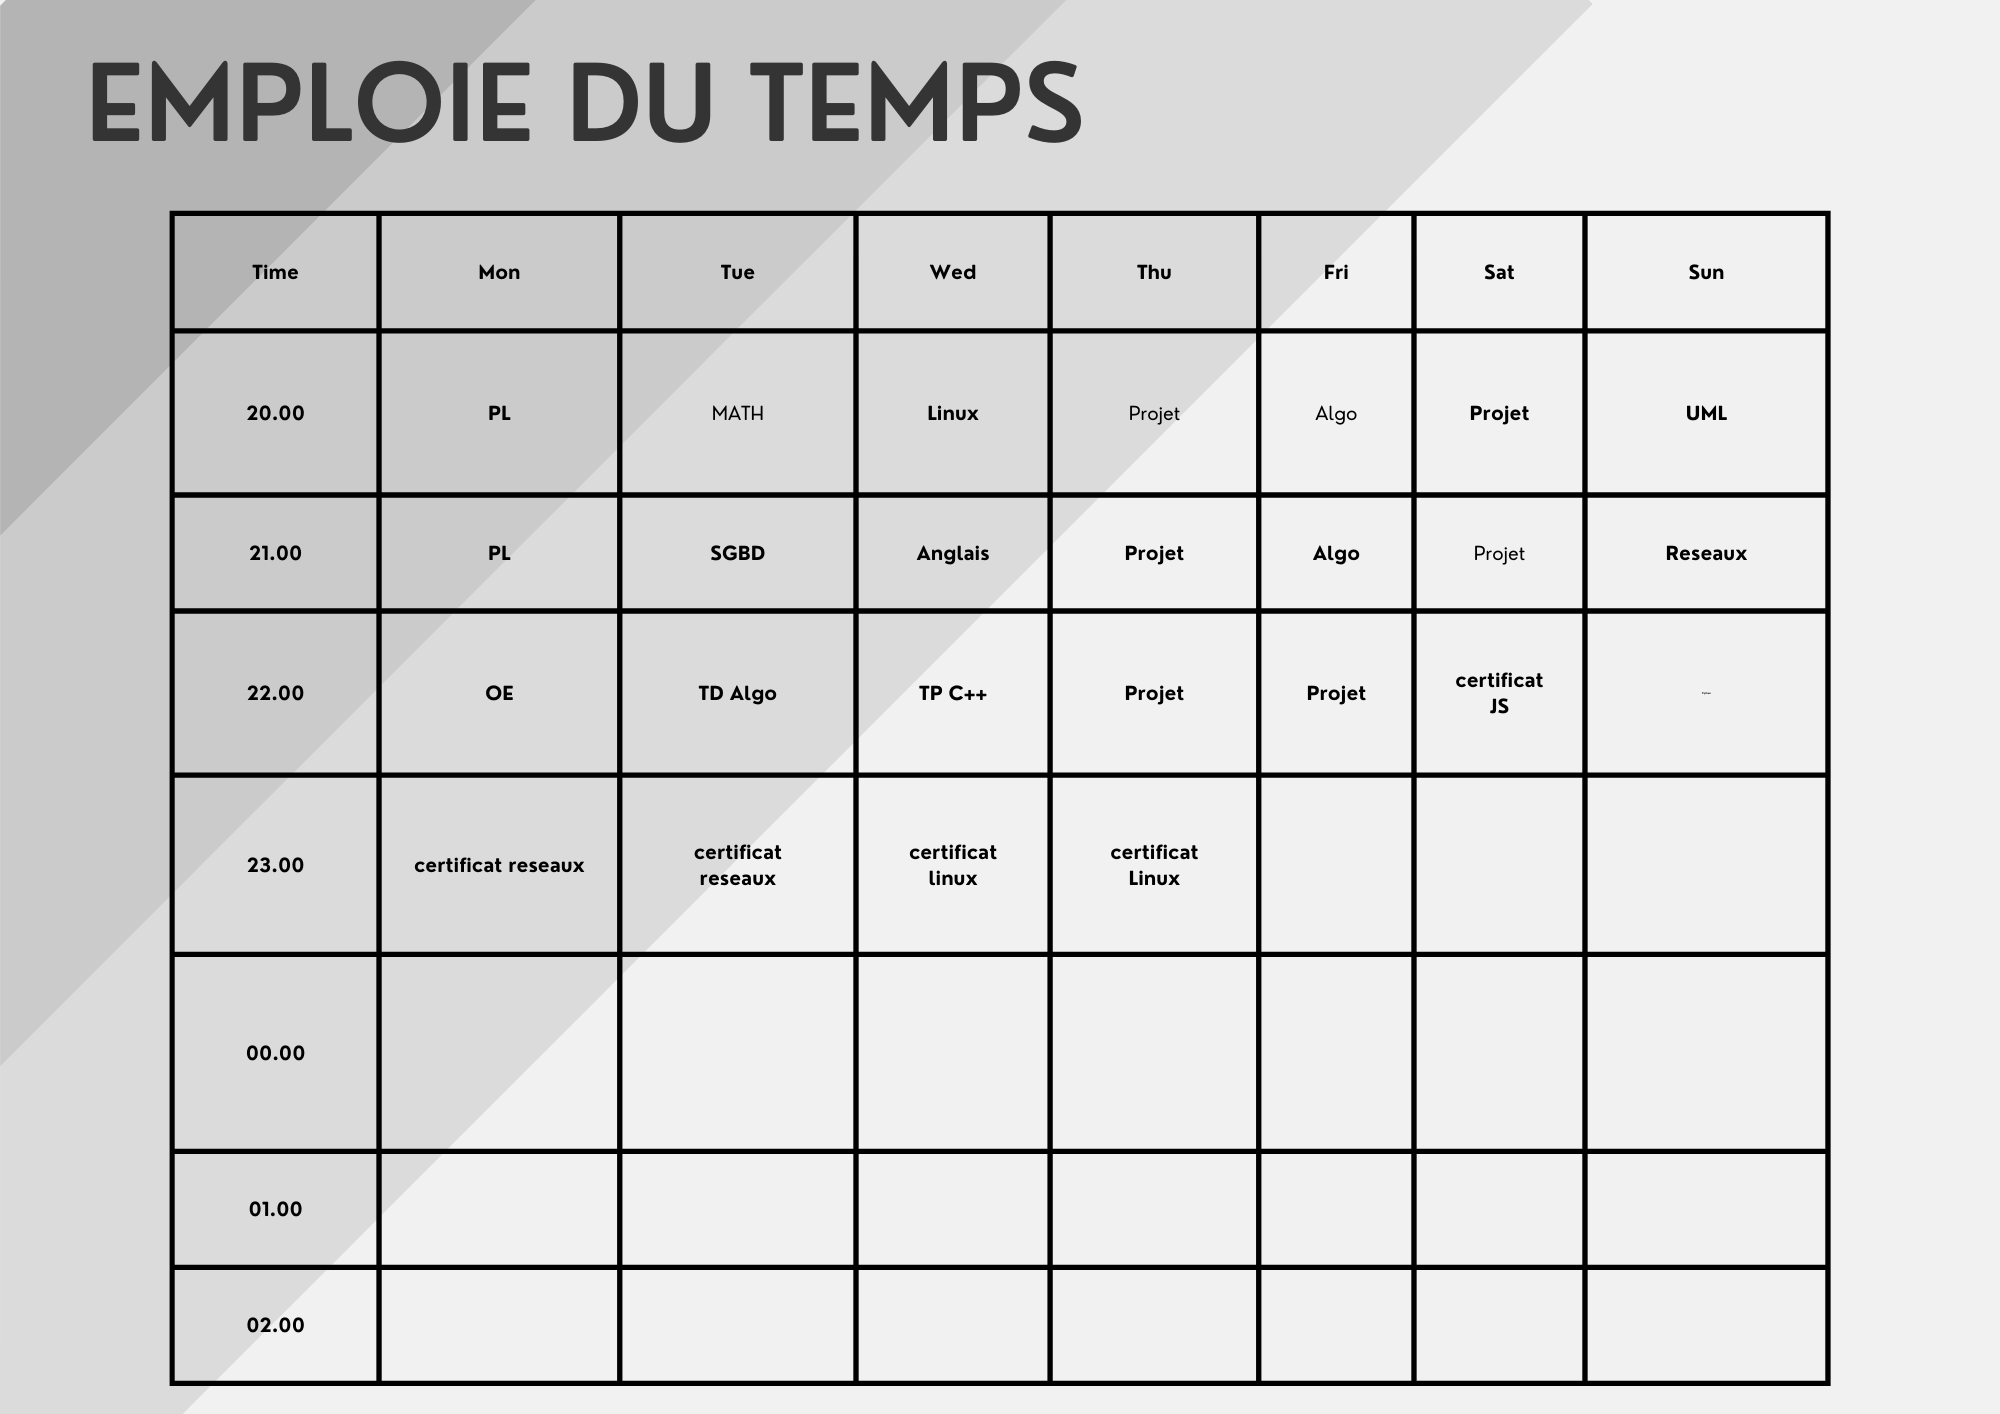 EMPLOIE DU TEMPS
Time Mon Tue Wed Thu Fri Sat Sun
20.00 PL MATH Linux Projet Algo Projet UML
21.00 PL SGBD Anglais Projet Algo Projet Reseaux
22.00 OE TD Algo TP C++ Projet Projet certificat
JS
23.00 certificat reseaux certificat
reseaux certificat
linux certificat
Linux
00.00
01.00
02.00